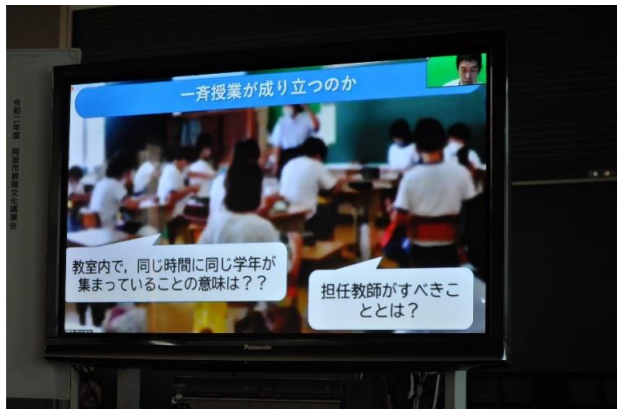 令和二年度 阿波市教育文化講演会
一斉授業が成り立つのか
教室内で，同じ時間に同じ学年が
集まっていることの意味は？？
担任教師がすべきこ
ととは？
Panasonic